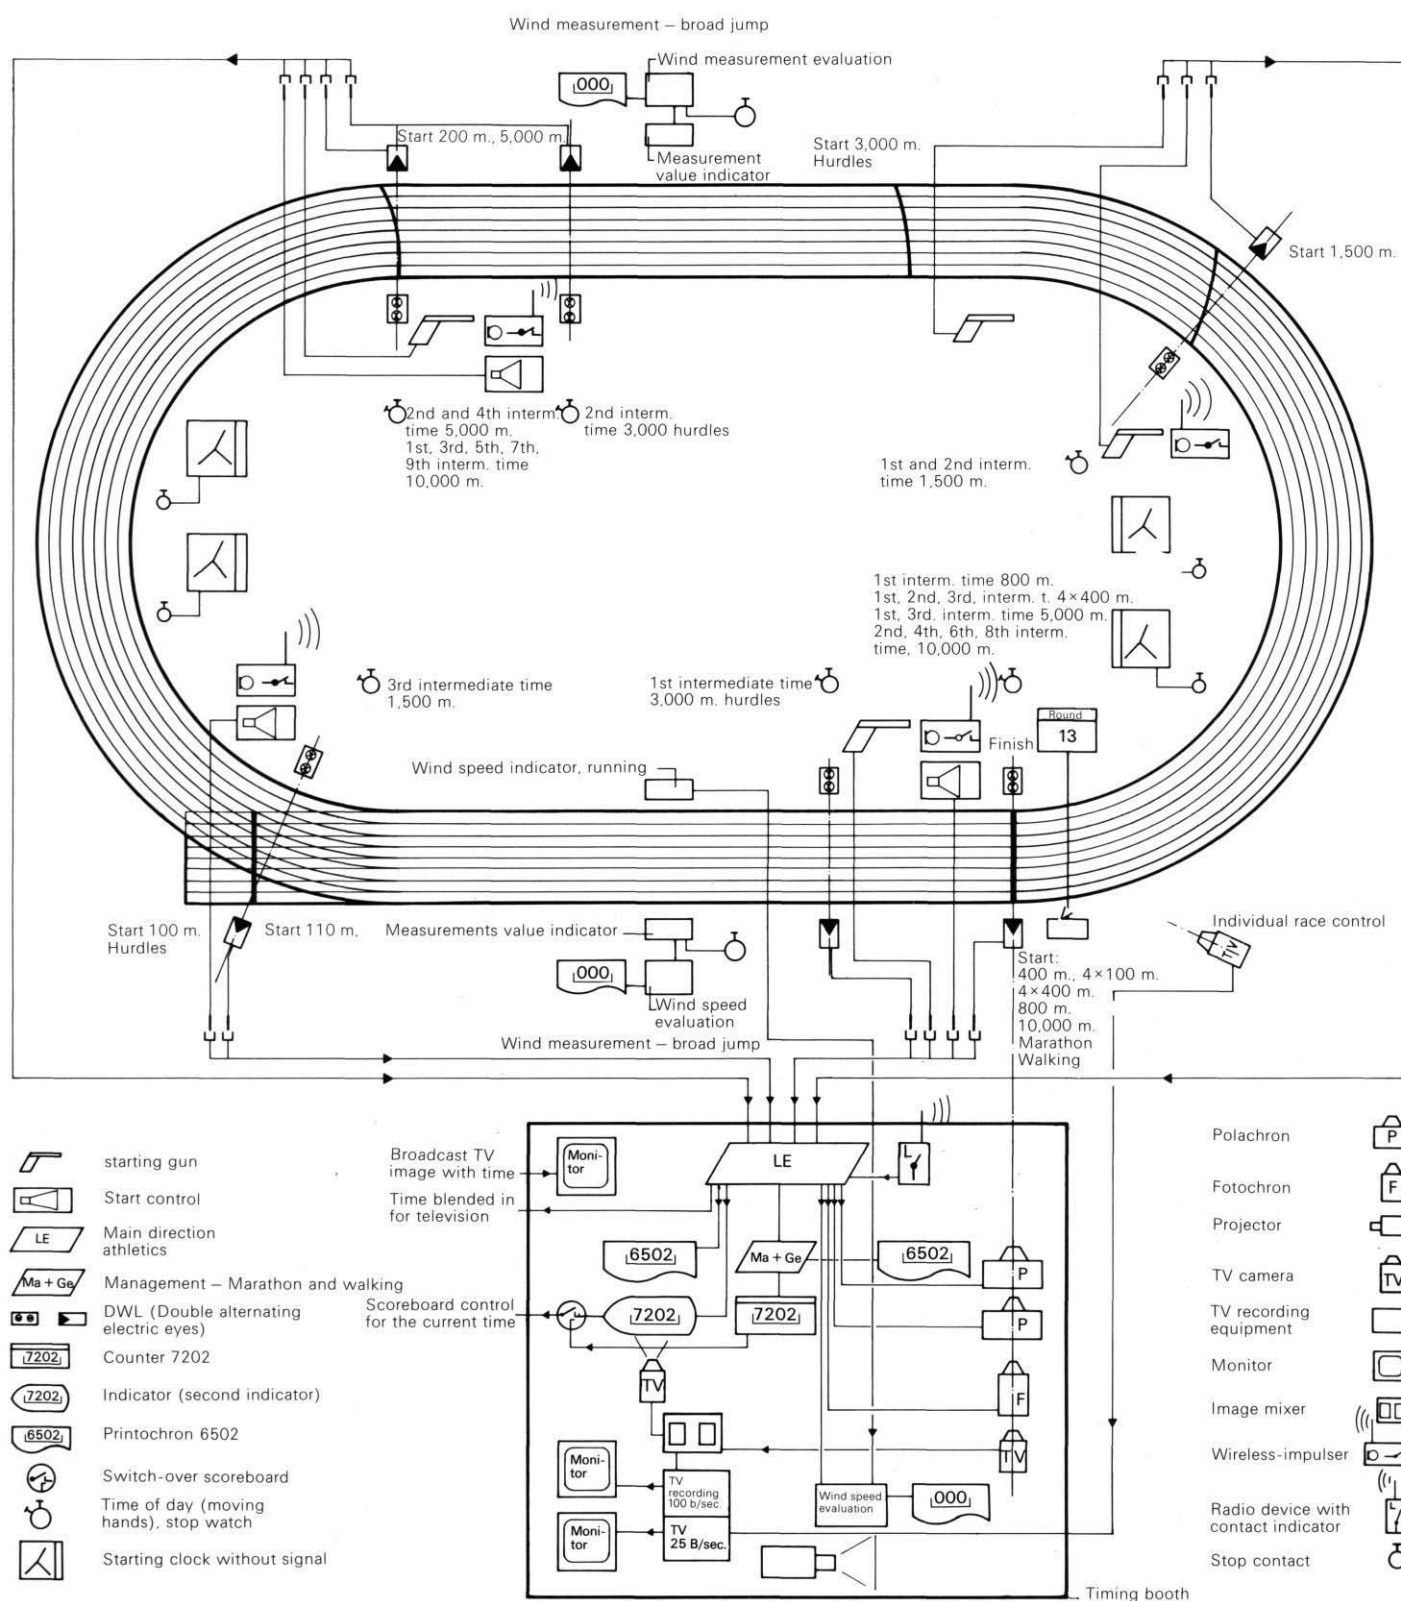 Wind measurement – broad jump
Wind measurement evaluation
000
Start 200 m., 5,000 m.
Measurement
value indicator
Start 3,000 m.
Hurdles
Start 1,500 m.
2nd and 4th interm.
time 5,000 m.
1st, 3rd, 5th, 7th,
9th interm. time
10,000 m.
2nd interm.
time 3,000 hurdles
1st and 2nd interm.
time 1,500 m.
1st interm. time 800 m.
1st, 2nd, 3rd, interm. t. 4×400 m.
1st, 3rd. interm. time 5,000 m.
2nd, 4th, 6th, 8th interm.
time, 10,000 m.
3rd intermediate time
1,500 m.
1st intermediate time
3,000 m. hurdles
Round
13
Finish
Wind speed indicator, running
Start 100 m.
Hurdles
Start 110 m,
Measurements value indicator
000
Wind speed
evaluation
Wind measurement – broad jump
Individual race control
TV
Start:
400 m., 4×100 m.
4×400 m.
800 m.
10,000 m.
Marathon
Walking
starting gun
Start control
LE
Main direction
athletics
Ma + Ge
Management – Marathon and walking
DWL (Double alternating
electric eyes)
7202
Counter 7202
7202
Indicator (second indicator)
6502
Printochron 6502
Switch-over scoreboard
Time of day (moving
hands), stop watch
Starting clock without signal
Broadcast TV
image with time
Time blended in
for television
Scoreboard control
for the current time
Moni-
tor
LE
L
6502
Ma + Ge
6502
P
7202
7202
P
TV
F
TV
Moni-
tor
TV
recording
100 b/sec.
Wind speed
evaluation
000
Moni-
tor
TV
25 B/sec.
Timing booth
Polachron
P
Fotochron
F
Projector
TV camera
TV
TV recording
equipment
Monitor
Image mixer
Wireless-impulser
Radio device with
contact indicator
L
Stop contact